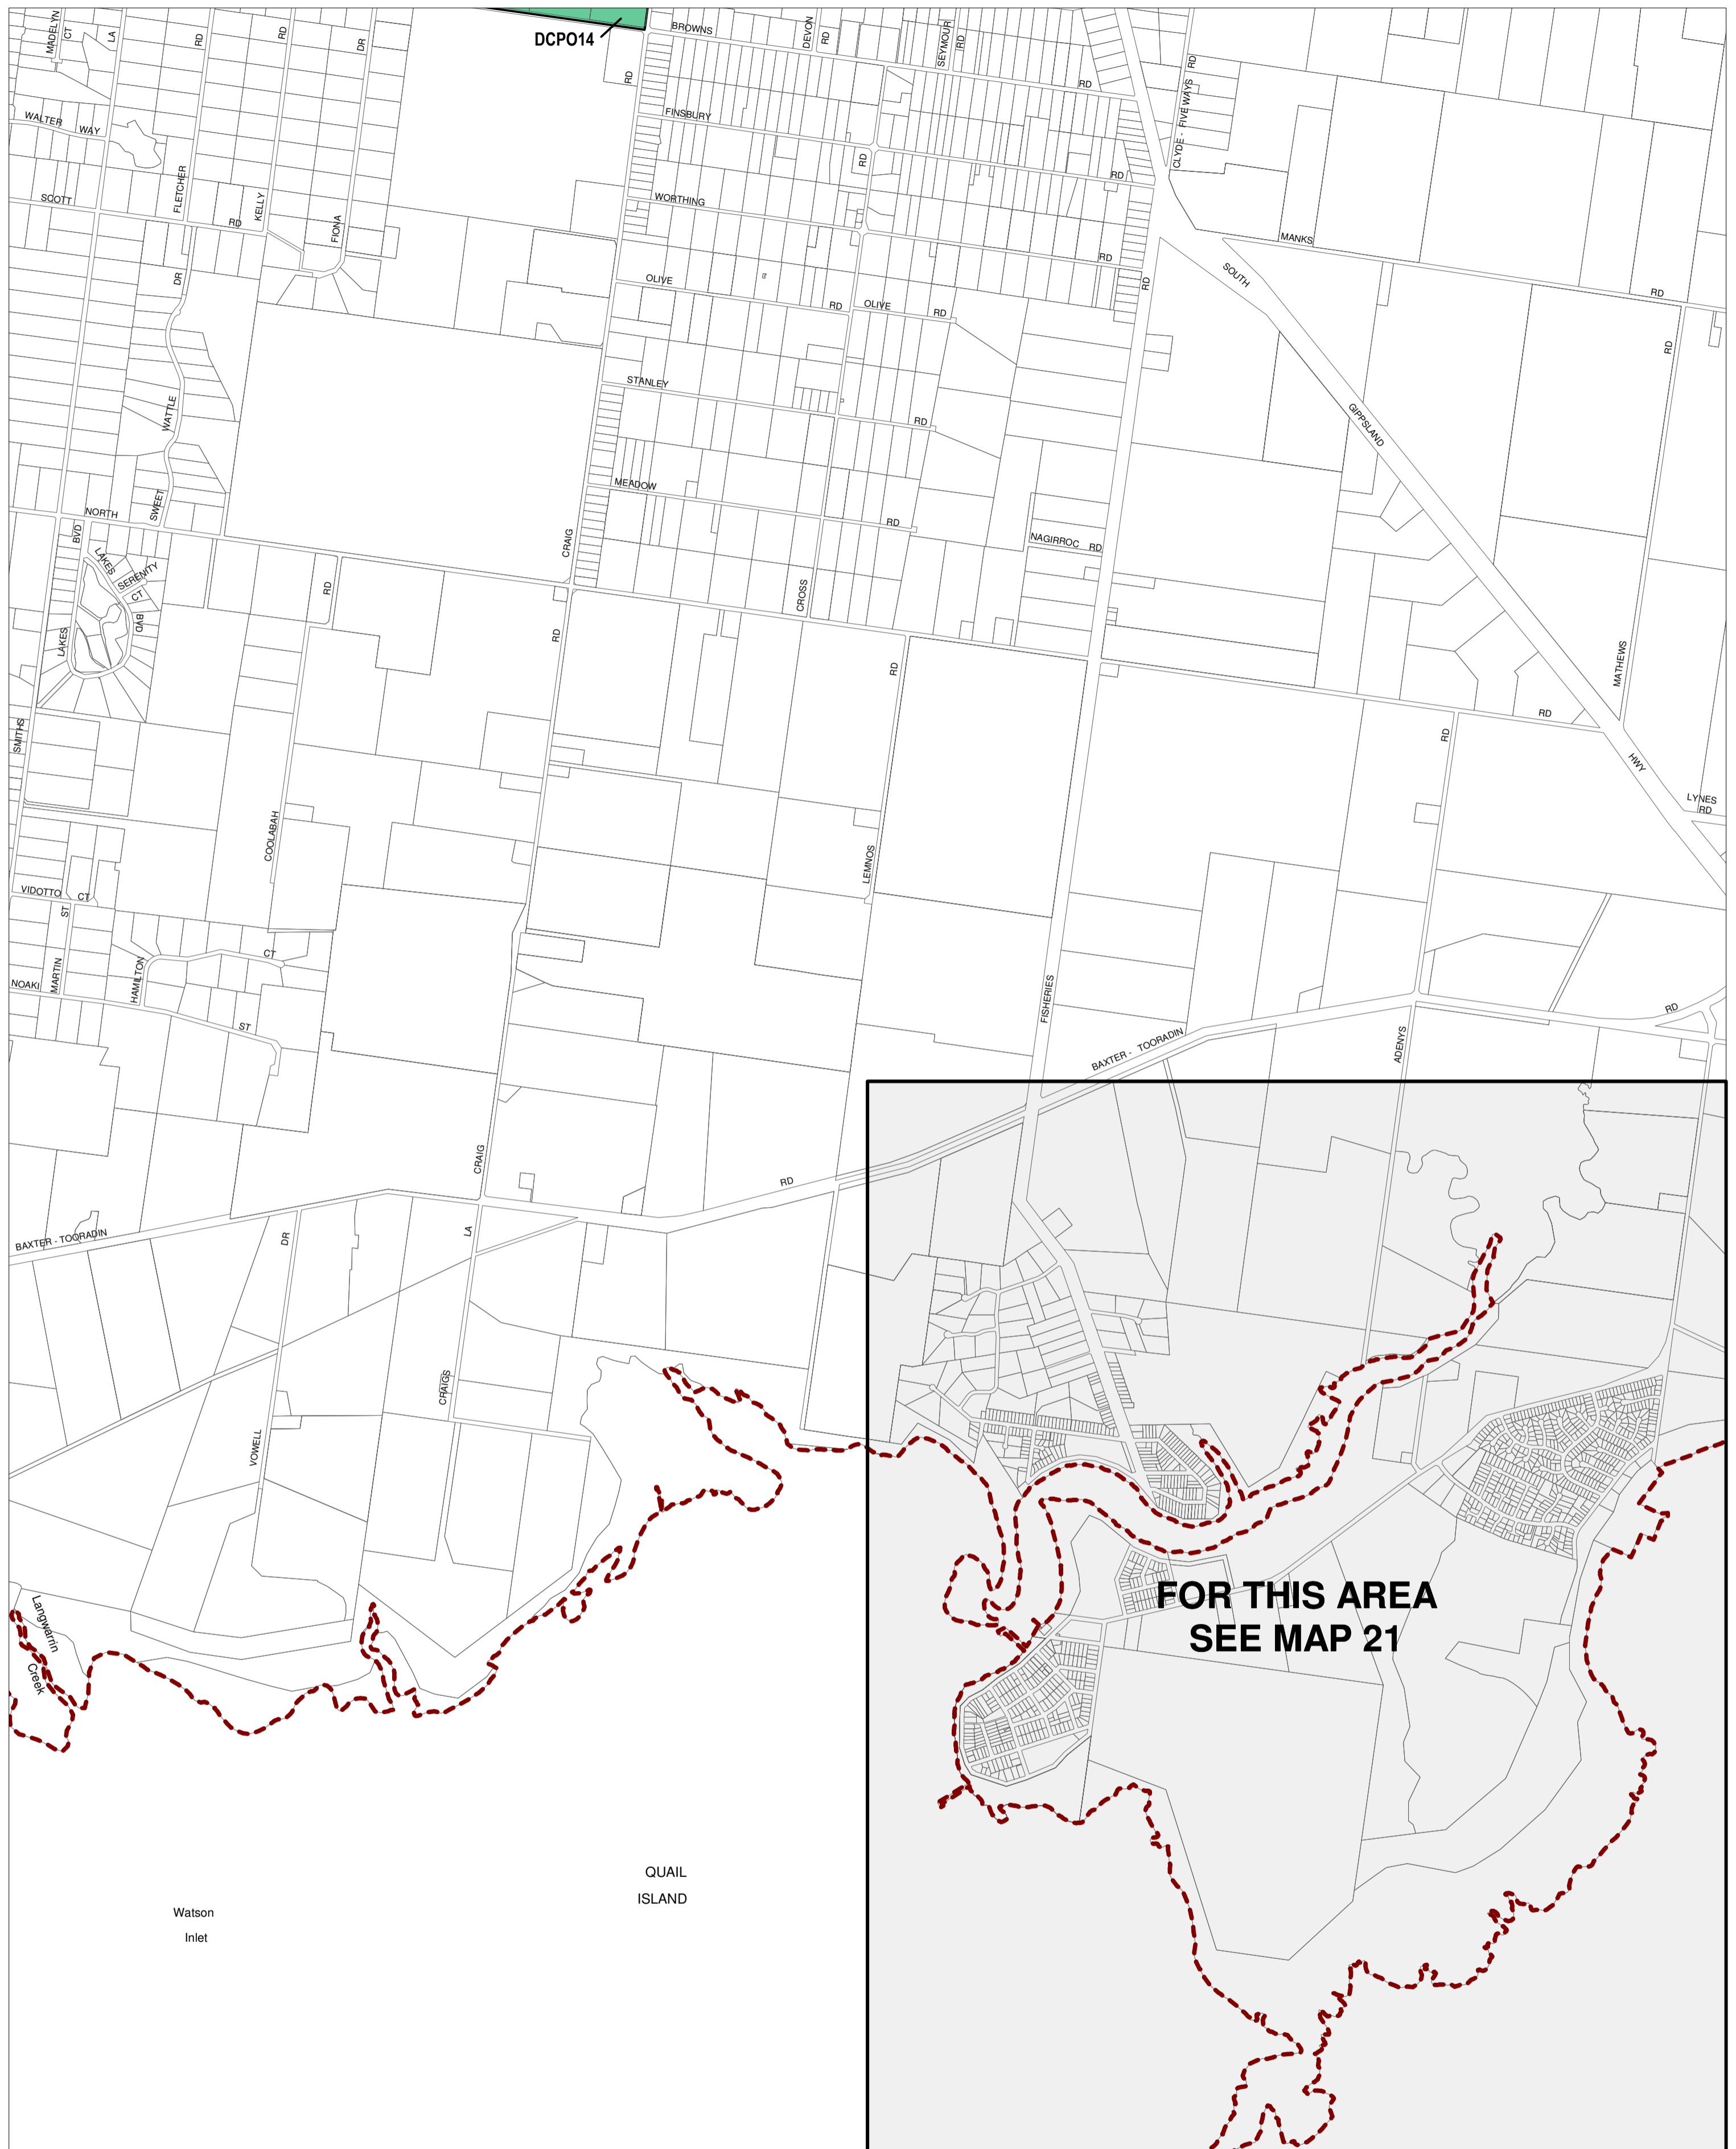 DCPO14
BROWNS
DEVON
RD
SEYMOUR
RD
MADELYN
CT
LA
RD
RD
DR
RD
RD
RD
CLYDE - FIVE WAYS
WALTER
WAY
FINSBURY
RD
RD
FLETCHER
SCOTT
RD
KELLY
FIONA
WORTHING
RD
MANKS
RD
SOUTH
DR
OLIVE
RD
OLIVE
RD
RD
RD
WATTLE
STANLEY
RD
GIPPSLAND
SWEET
NORTH
MEADOW
RD
BVD
LAKES
SERENITY
CT
BVD
LAKES
CRAIG
NAGIRROC
RD
RD
CROSS
RD
RD
MATHEWS
SMITHS
RD
RD
HWY
LYNES
RD
COOLABAH
LEMNOS
VIDOTTO
CT
ST
CT
NOAKI
MARTIN
HAMILTON
ST
FISHERIES
RD
BAXTER - TOORADIN
ADENYS
CRAIG
RD
BAXTER - TOORADIN
DR
LA
CRAIGS
VOWELL
Langwarrin
Creek
FOR THIS AREA
SEE MAP 21
QUAIL
ISLAND
Watson
Inlet